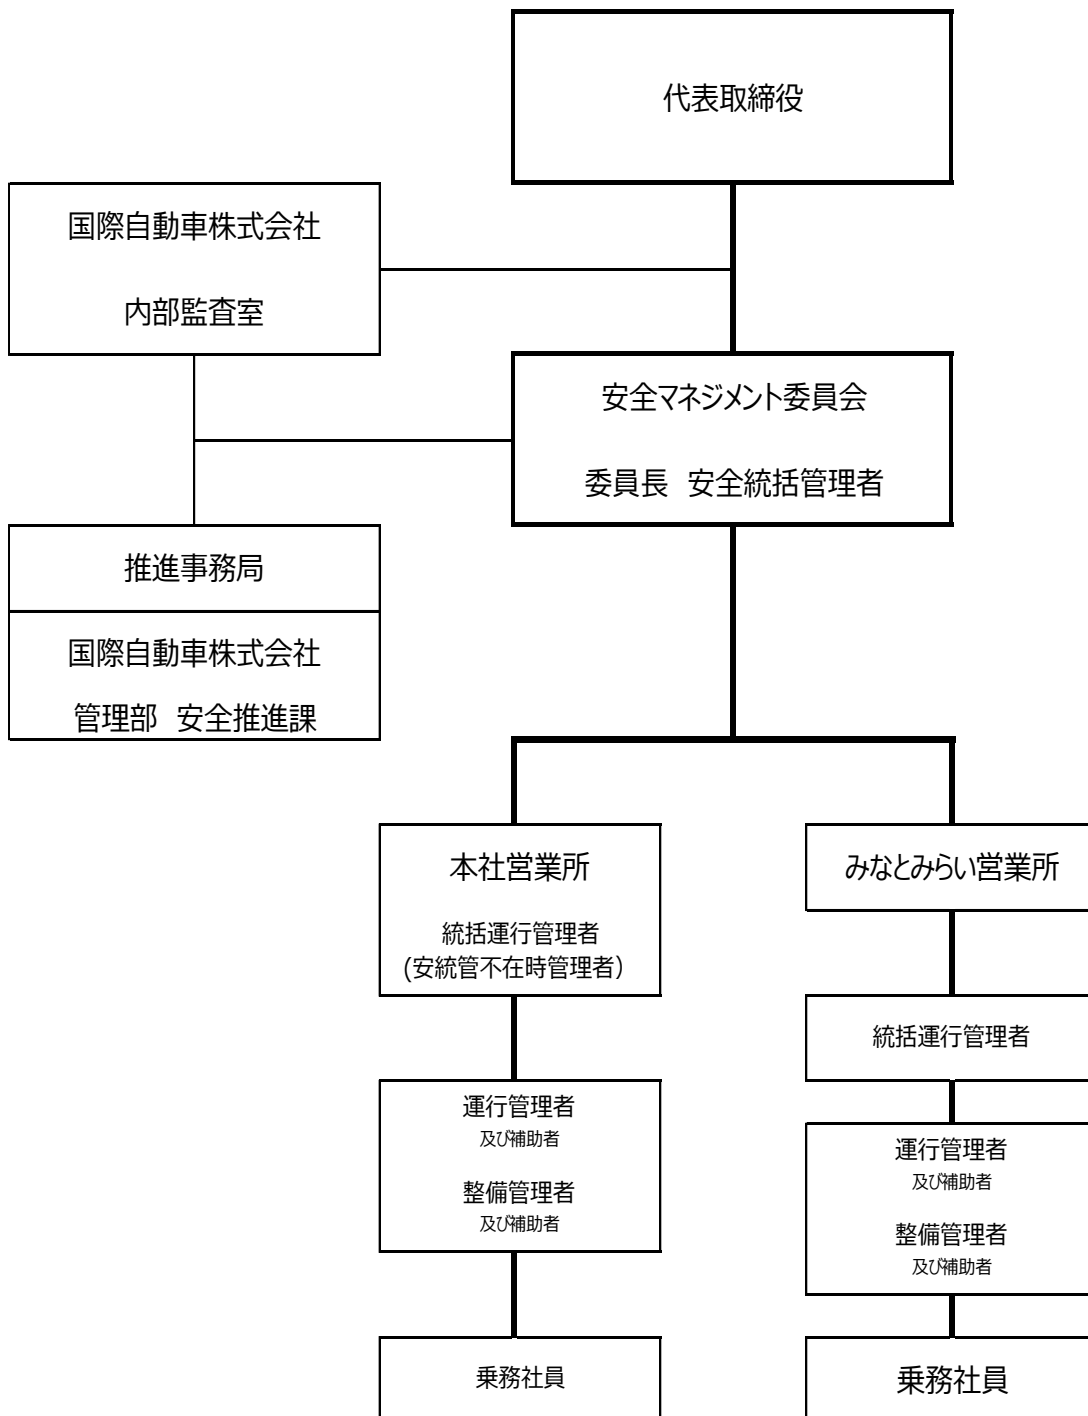 代表取締役
国際自動車株式会社
内部監査室
安全マネジメント委員会
委員長 安全統括管理者
推進事務局
国際自動車株式会社
管理部 安全推進課
本社営業所
統括運行管理者
(安統管不在時管理者)
運行管理者
及び補助者
整備管理者
及び補助者
乗務社員
みなとみらい営業所
統括運行管理者
運行管理者
及び補助者
整備管理者
及び補助者
乗務社員